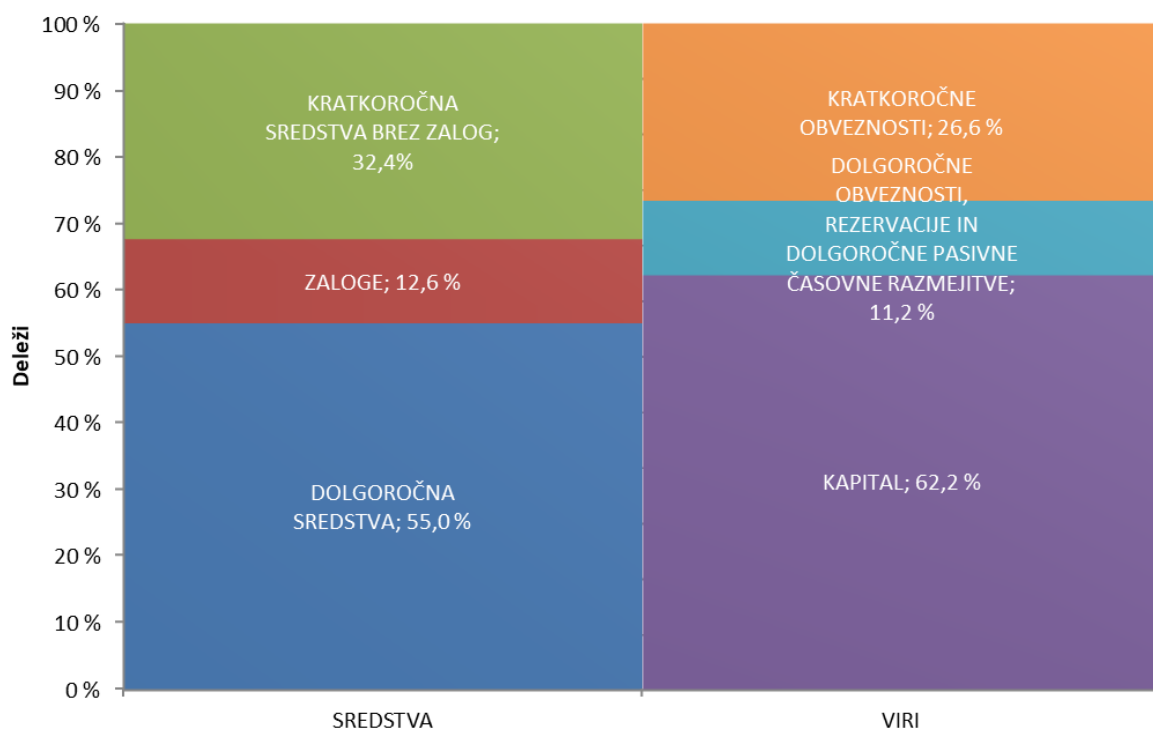 100 %
90 %
80 %
70 %
60 %
50 %
40 %
30 %
20 %
10 %
0 %
Deleži
KRATKOROČNA
SREDSTVA BREZ ZALOG;
32,4%
ZALOGE; 12,6 %
DOLGOROČNA
SREDSTVA; 55,0 %
KRATKOROČNE
OBVEZNOSTI; 26,6 %
DOLGOROČNE
OBVEZNOSTI,
REZERVACIJE IN
DOLGOROČNE PASIVNE
ČASOVNE RAZMEJITVE;
11,2 %
KAPITAL; 62,2 %
SREDSTVA
VIRI